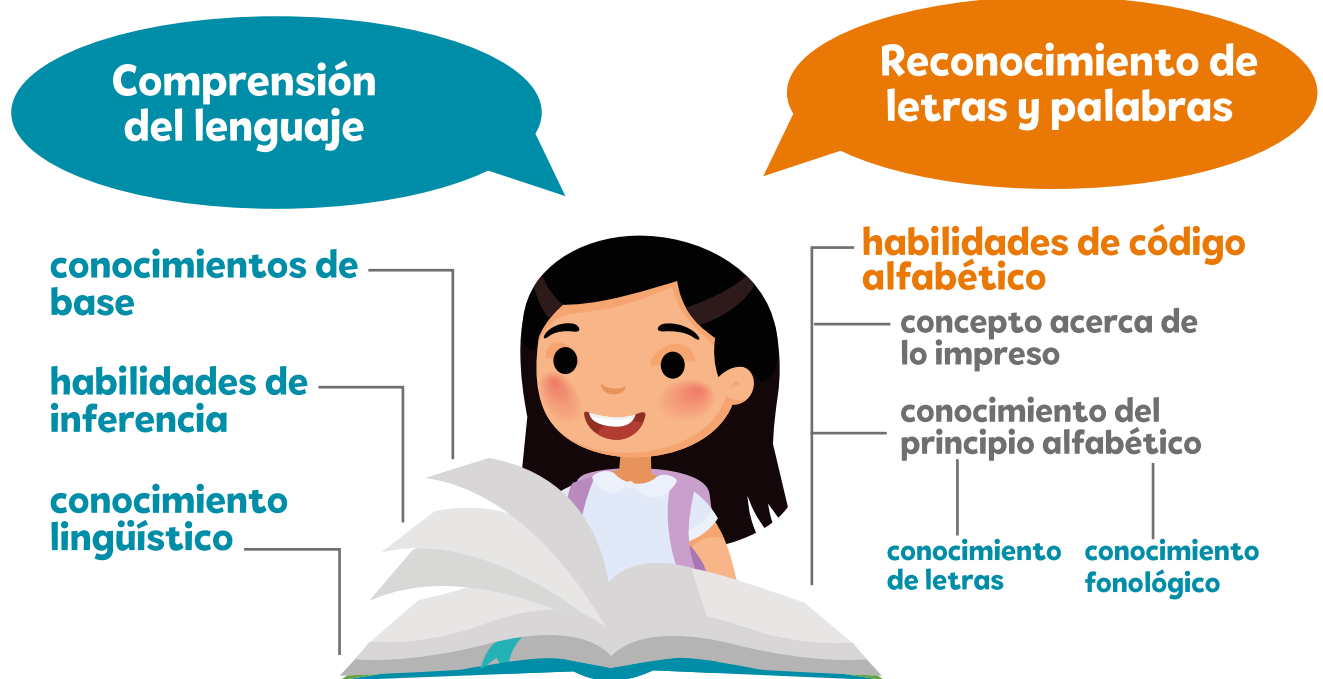 Comprensión
del lenguaje
conocimientos de
base
habilidades de
inferencia
conocimiento
lingüístico
Reconocimiento de
letras y palabras
habilidades de código
alfabético
concepto acerca de
lo impreso
conocimiento del
principio alfabético
conocimiento
de letras
conocimiento
fonológico